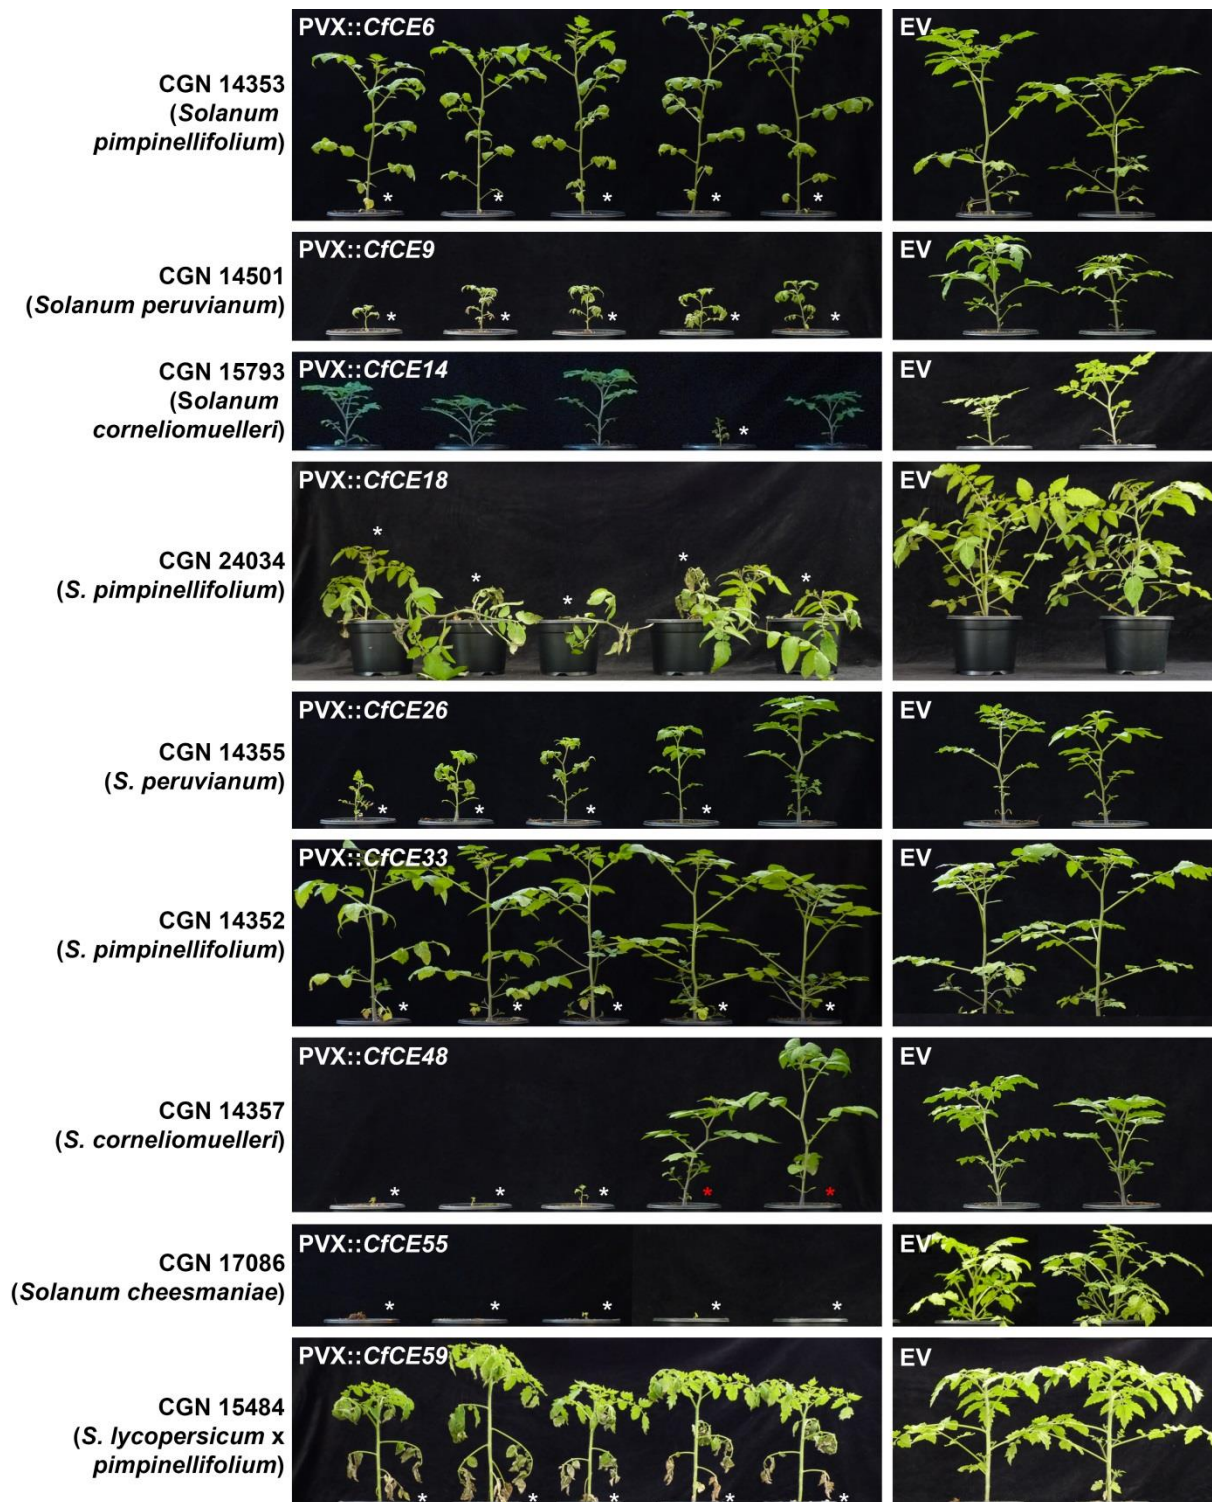 PVX::CfCE6
EV
CGN 14353
(Solanum
pimpinellifolium)
* * * * *
PVX::CfCE9
EV
CGN 14501
(Solanum peruvianum)
* * * * *
PVX::CfCE14
EV
CGN 15793
(Solanum
corneliomuelleri)
*
PVX::CfCE18
EV
CGN 24034
(S. pimpinellifolium)
* * * * *
PVX::CfCE26
EV
CGN 14355
(S. peruvianum)
* * * *
PVX::CfCE33
EV
CGN 14352
(S. pimpinellifolium)
* * * * *
PVX::CfCE48
EV
CGN 14357
(S. corneliomuelleri)
* * * * *
PVX::CfCE55
EV
CGN 17086
(Solanum cheesmaniae)
* * * * *
PVX::CfCE59
EV
CGN 15484
(S. lycopersicum x
pimpinellifolium)
* * * * *